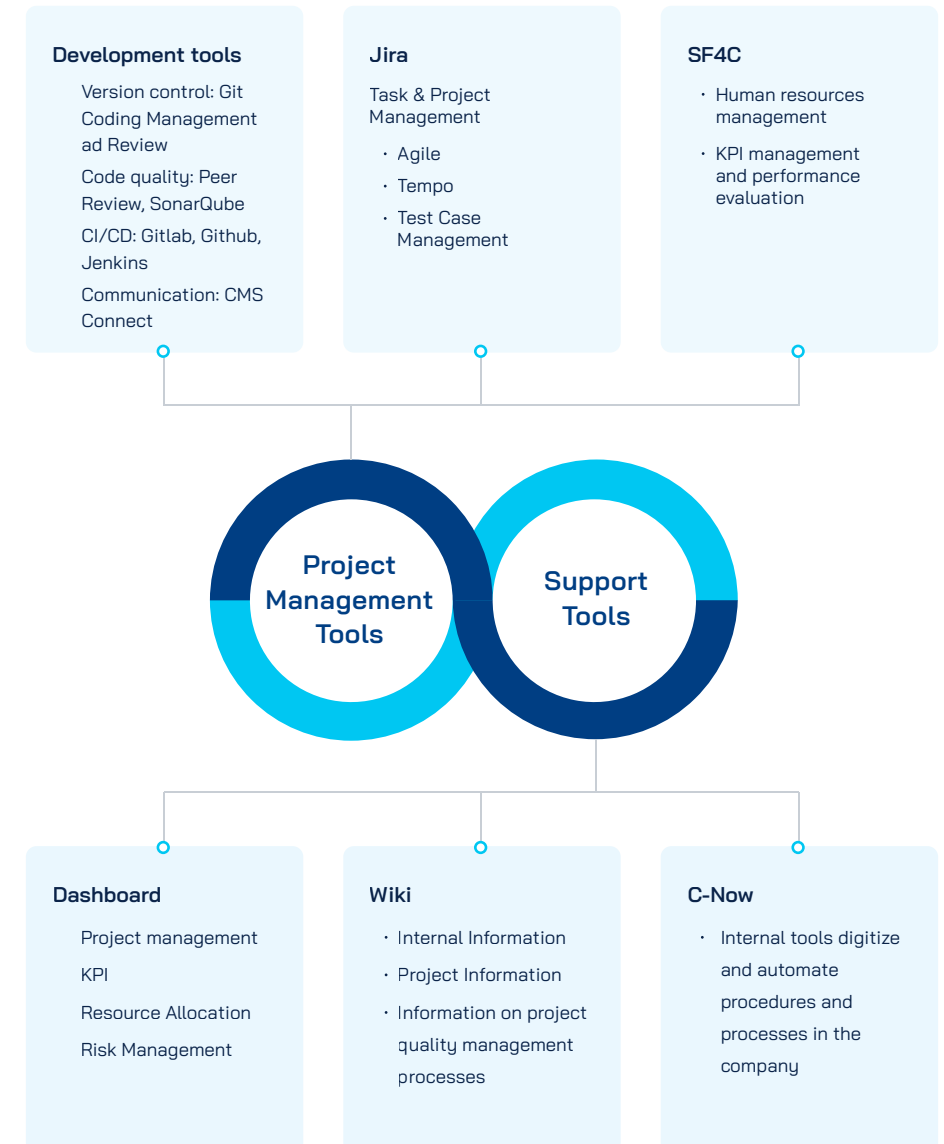 Development tools
Version control: Git
Coding Management
ad Review
Code quality: Peer
Review, SonarQube
CI/CD: Gitlab, Github,
Jenkins
Communication: CMS
Connect
Jira
Task & Project
Management
· Agile
· Tempo
· Test Case
Management
SF4C
· Human resources
management
· KPI management
and performance
evaluation
Project
Management
Tools
Support
Tools
Dashboard
Project management
KPI
Resource Allocation
Risk Management
Wiki
· Internal Information
· Project Information
· Information on project
quality management
processes
C-Now
· Internal tools digitize
and automate
procedures and
processes in the
company